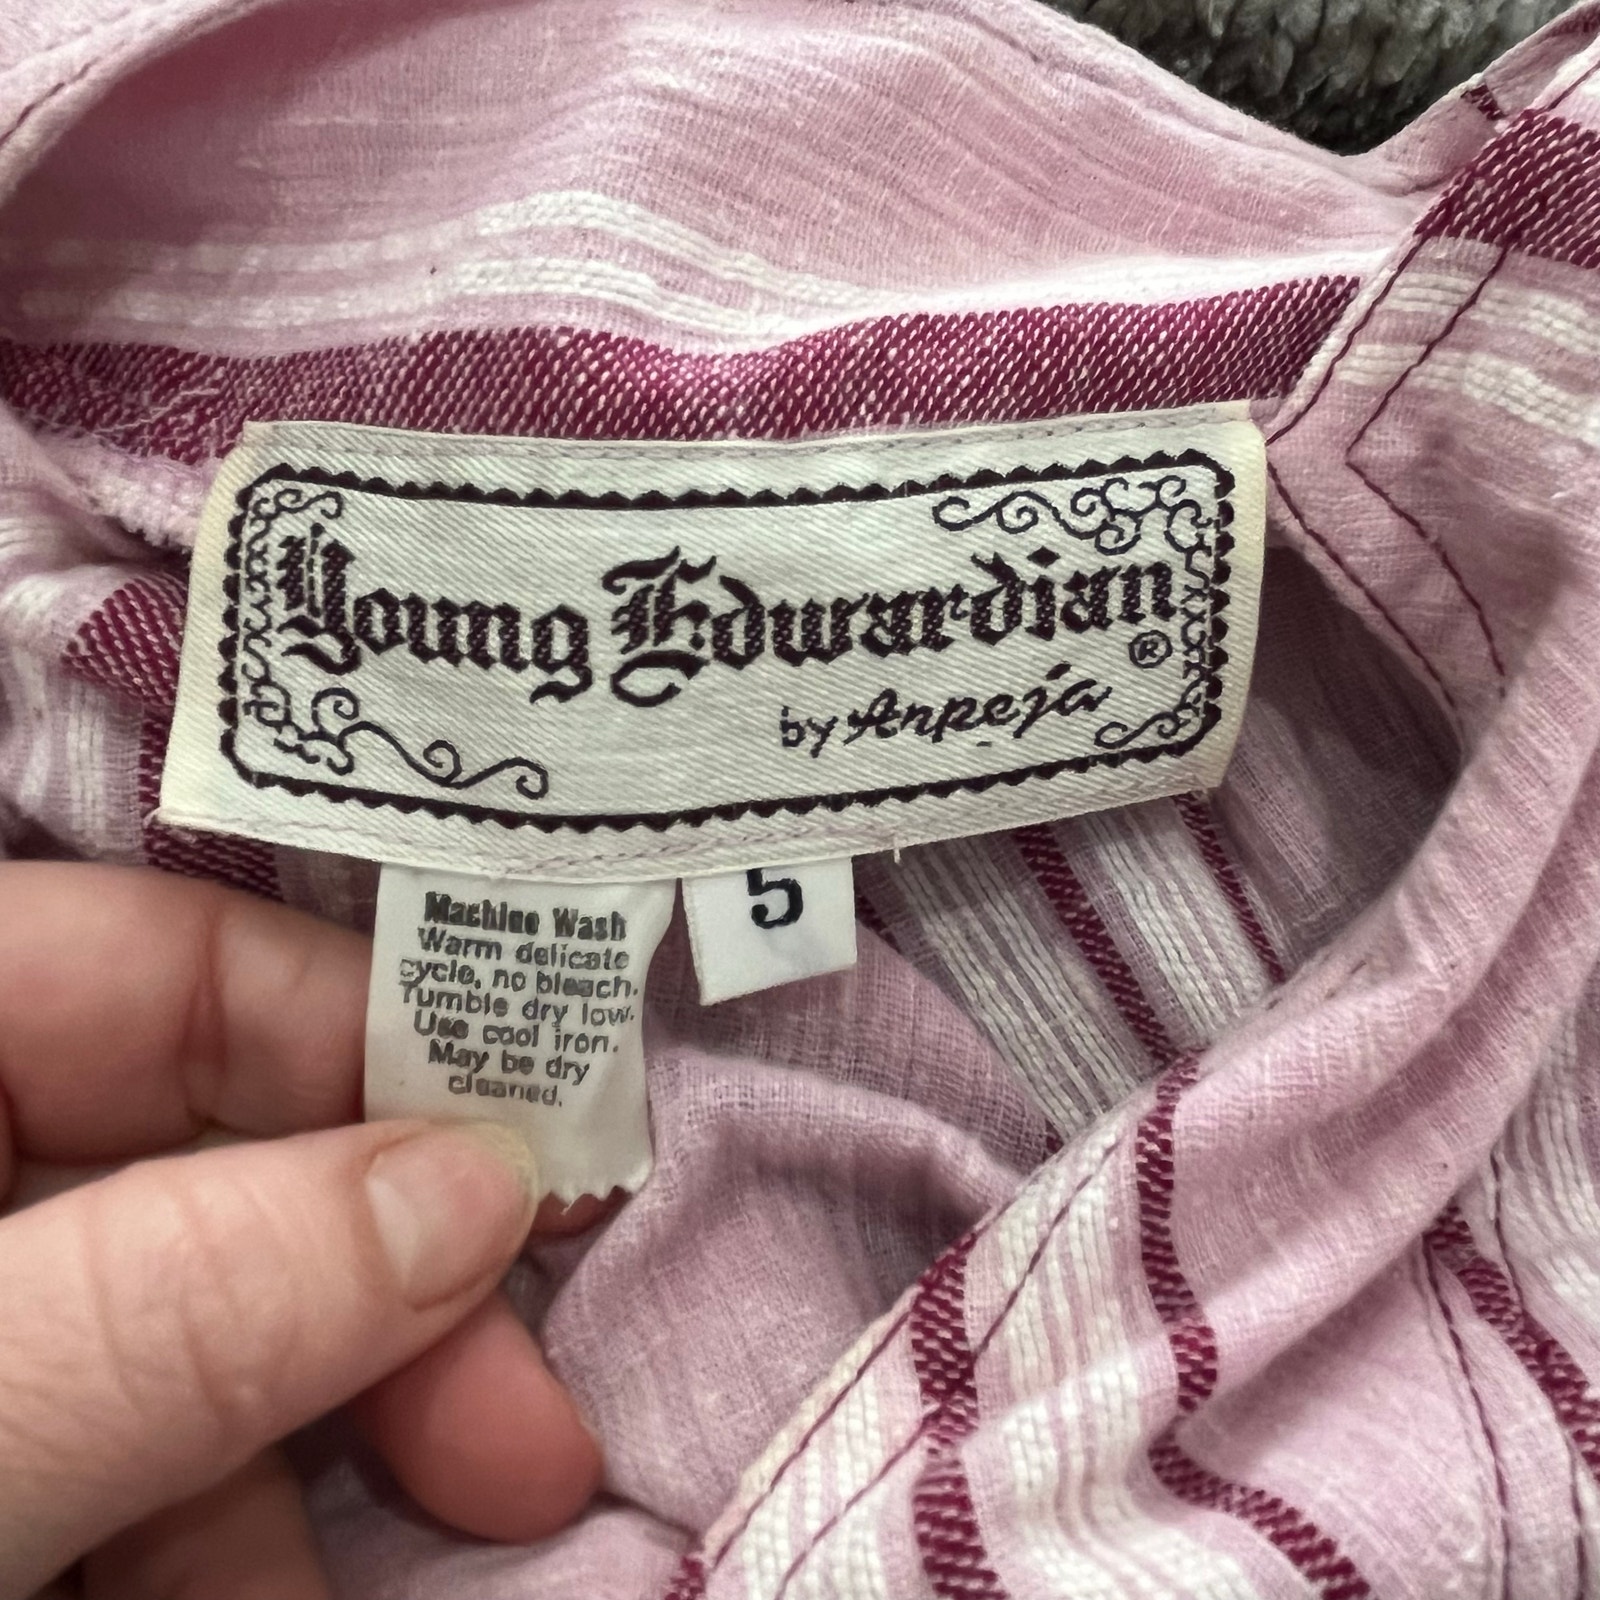 Young Edwardian
®
by Arpeja
Machine Wash
Warm delicate
cycle, no bleach.
Tumble dry low.
Use cool iron.
May be dry
cleaned.
5